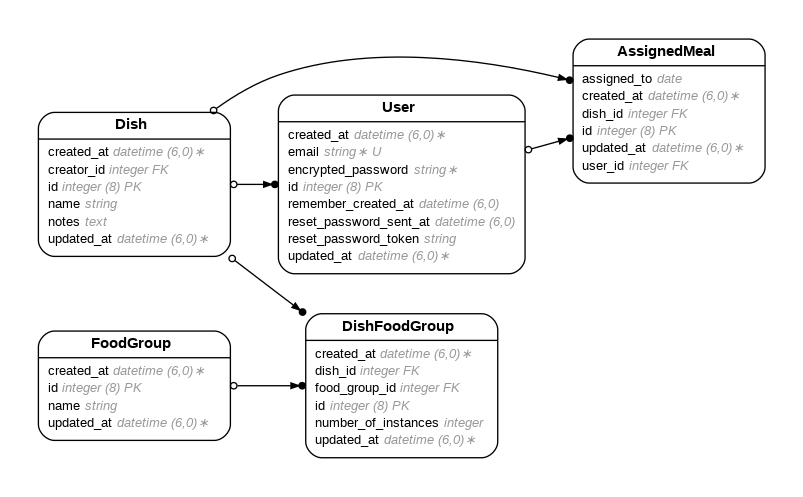 AssignedMeal
assigned_to date
created_at datetime (6,0)∗
dish_id integer FK
id integer (8) PK
updated_at datetime (6,0)∗
user_id integer FK
User
created_at datetime (6,0)∗
email string∗ U
encrypted_password string∗
id integer (8) PK
remember_created_at datetime (6,0)
reset_password_sent_at datetime (6,0)
reset_password_token string
updated_at datetime (6,0)∗
Dish
created_at datetime (6,0)∗
creator_id integer FK
id integer (8) PK
name string
notes text
updated_at datetime (6,0)∗
DishFoodGroup
created_at datetime (6,0)∗
dish_id integer FK
food_group_id integer FK
id integer (8) PK
number_of_instances integer
updated_at datetime (6,0)∗
FoodGroup
created_at datetime (6,0)∗
id integer (8) PK
name string
updated_at datetime (6,0)∗